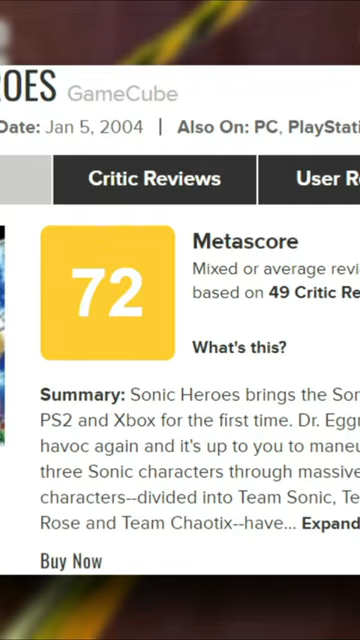 ROES GameCube
Date: Jan 5, 2004 | Also On: PC, PlayStati
Critic Reviews User R
72
Metascore
Mixed or average revi
based on 49 Critic Re
What's this?
Summary: Sonic Heroes brings the Son
PS2 and Xbox for the first time. Dr. Eggm
havoc again and it's up to you to maneu
three Sonic characters through massive
characters--divided into Team Sonic, Te
Rose and Team Chaotix--have... Expand
Buy Now